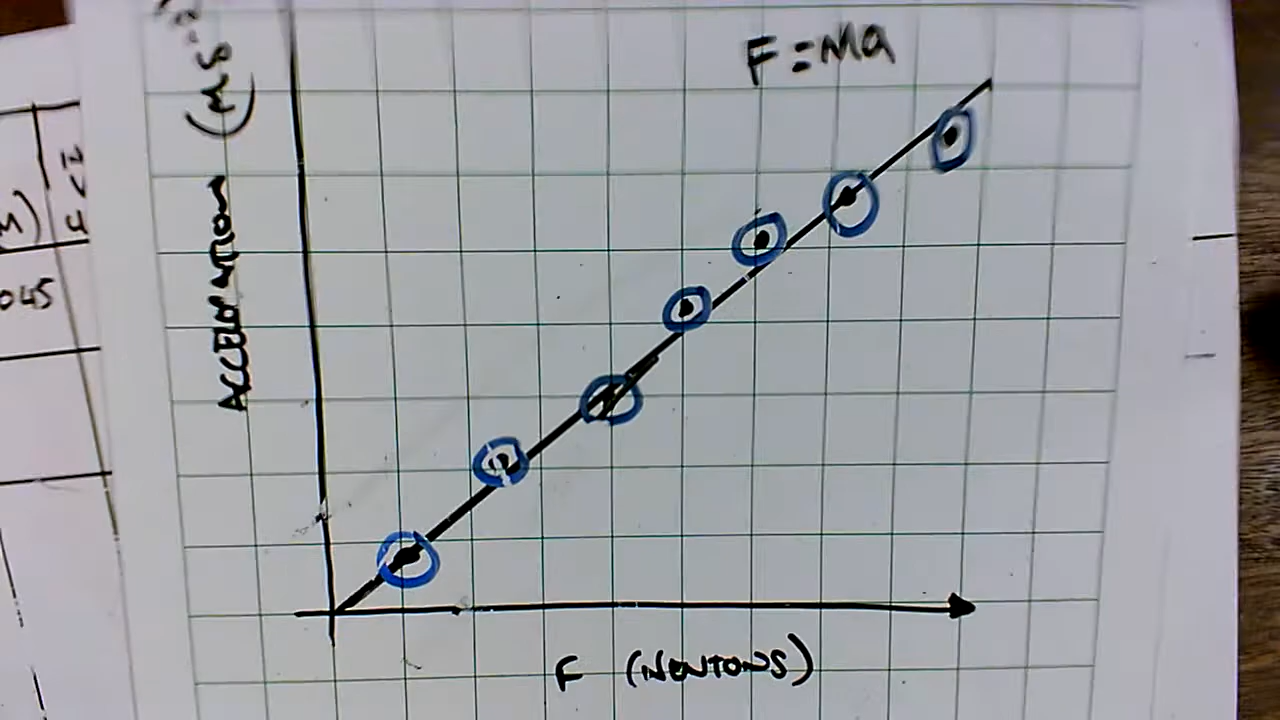 F = Ma
ACCELERATION (MS⁻²)
M)
045
F (NEWTONS)